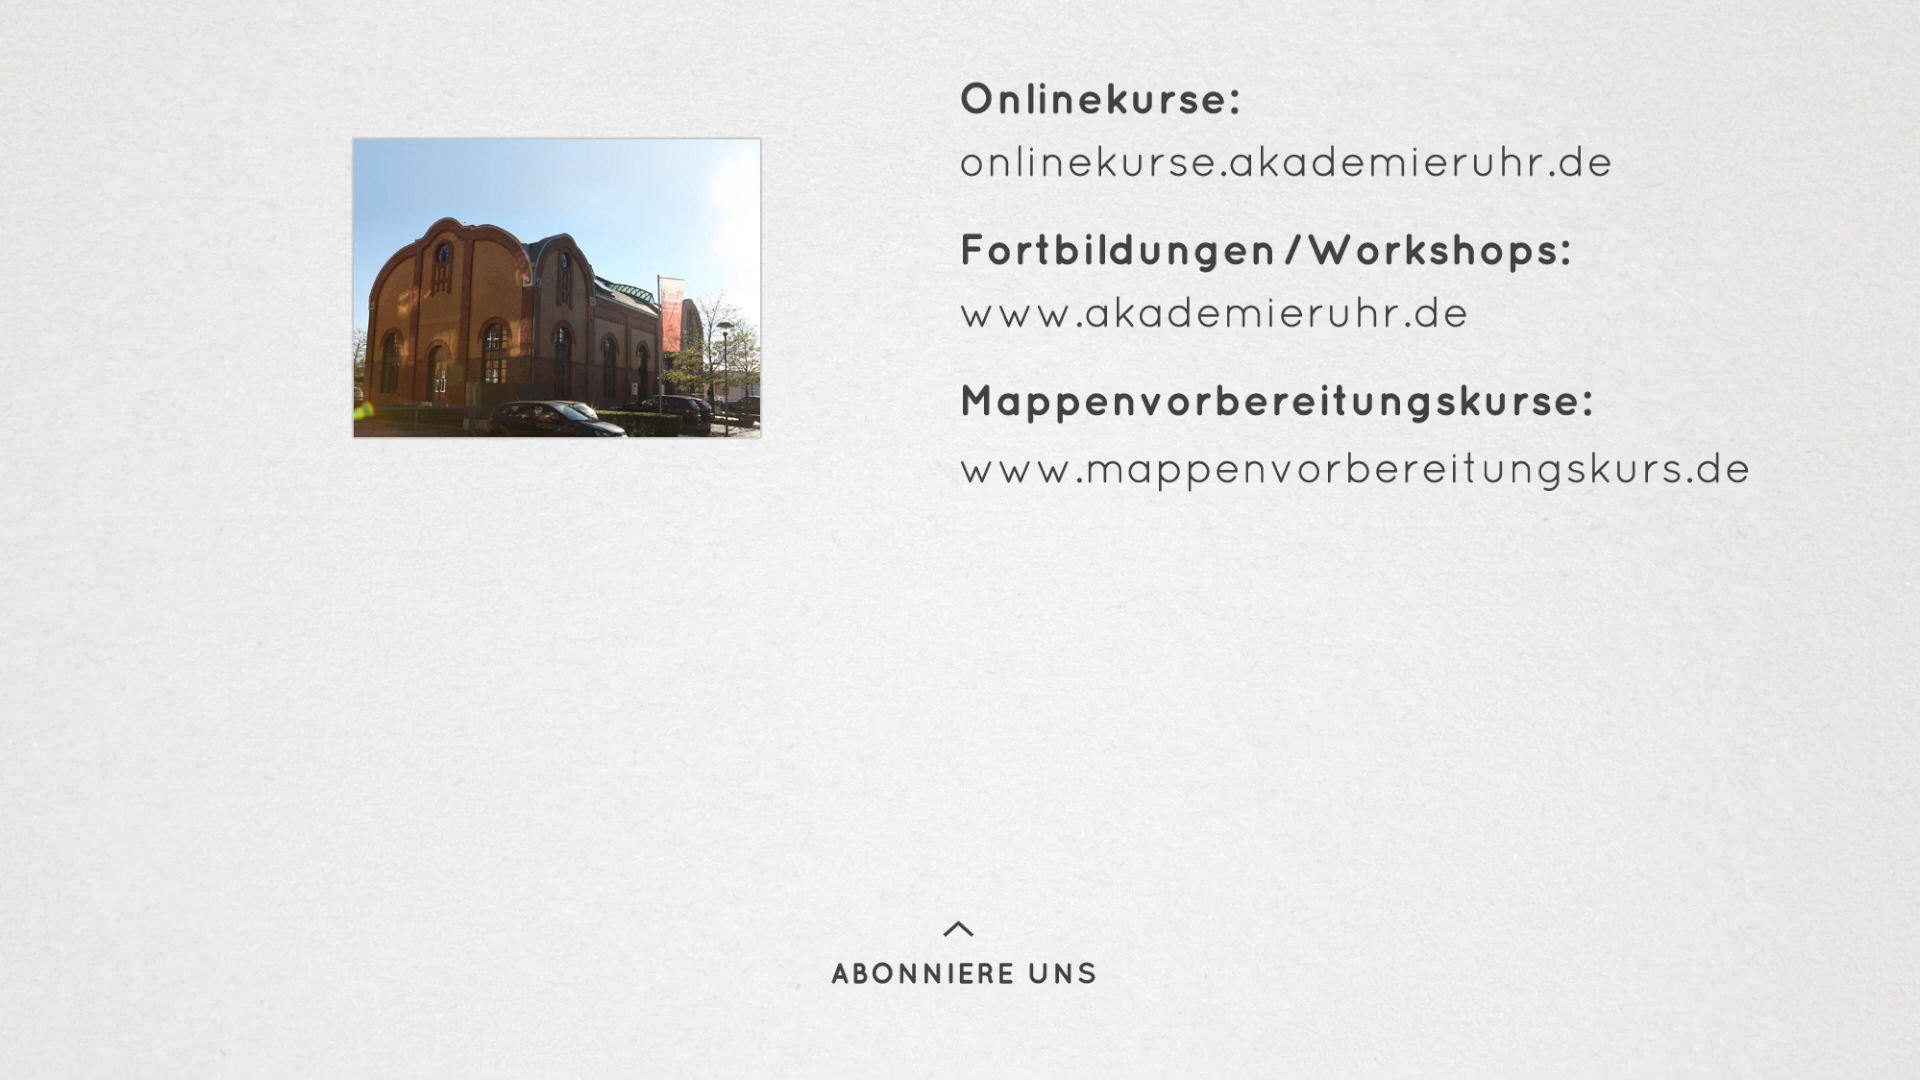 Onlinekurse:
onlinekurse.akademieruhr.de
Fortbildungen/Workshops:
www.akademieruhr.de
Mappenvorbereitungskurse:
www.mappenvorbereitungskurs.de
ABONNIERE UNS